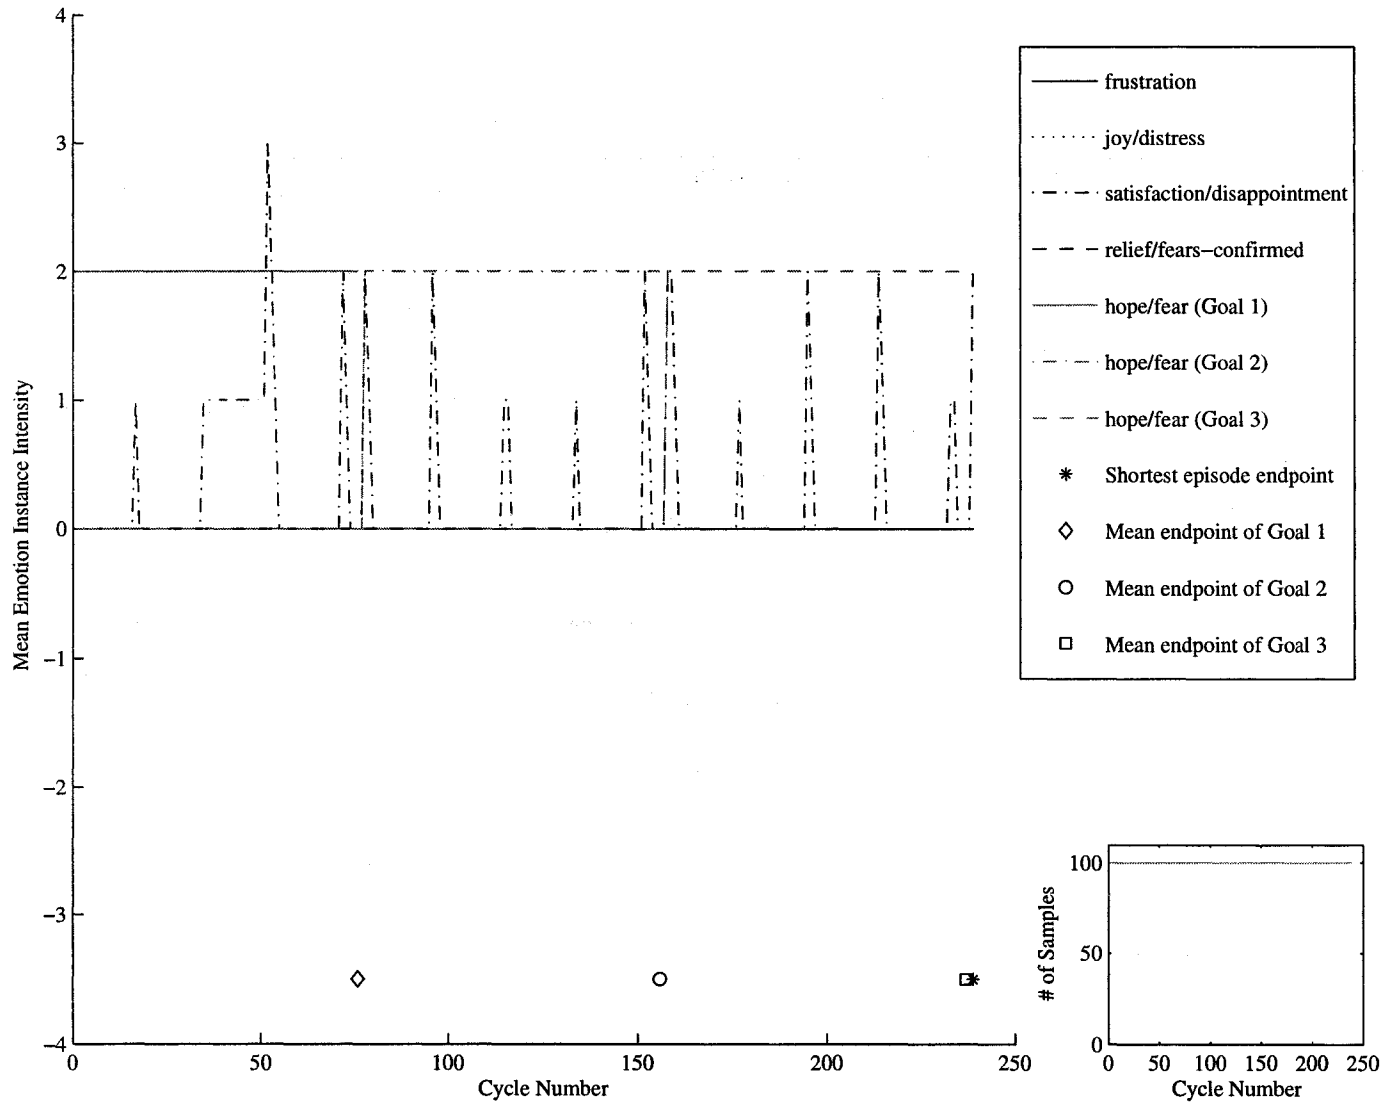 4
3
2
1
0
−1
−2
−3
−4
Mean Emotion Instance Intensity
0
50
100
150
200
250
Cycle Number
frustration
joy/distress
satisfaction/disappointment
relief/fears−confirmed
hope/fear (Goal 1)
hope/fear (Goal 2)
hope/fear (Goal 3)
Shortest episode endpoint
Mean endpoint of Goal 1
Mean endpoint of Goal 2
Mean endpoint of Goal 3
100
50
0
# of Samples
0
50
100
150
200
250
Cycle Number